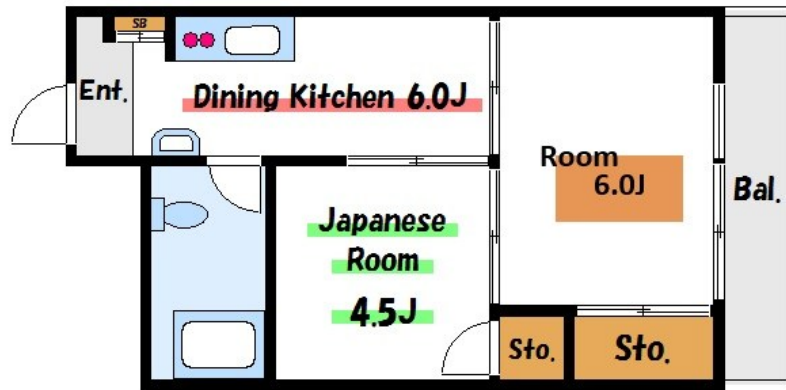 SB
Ent.
Dining Kitchen 6.0J
Room
6.0J
Bal.
Japanese
Room
4.5J
Sto.
Sto.